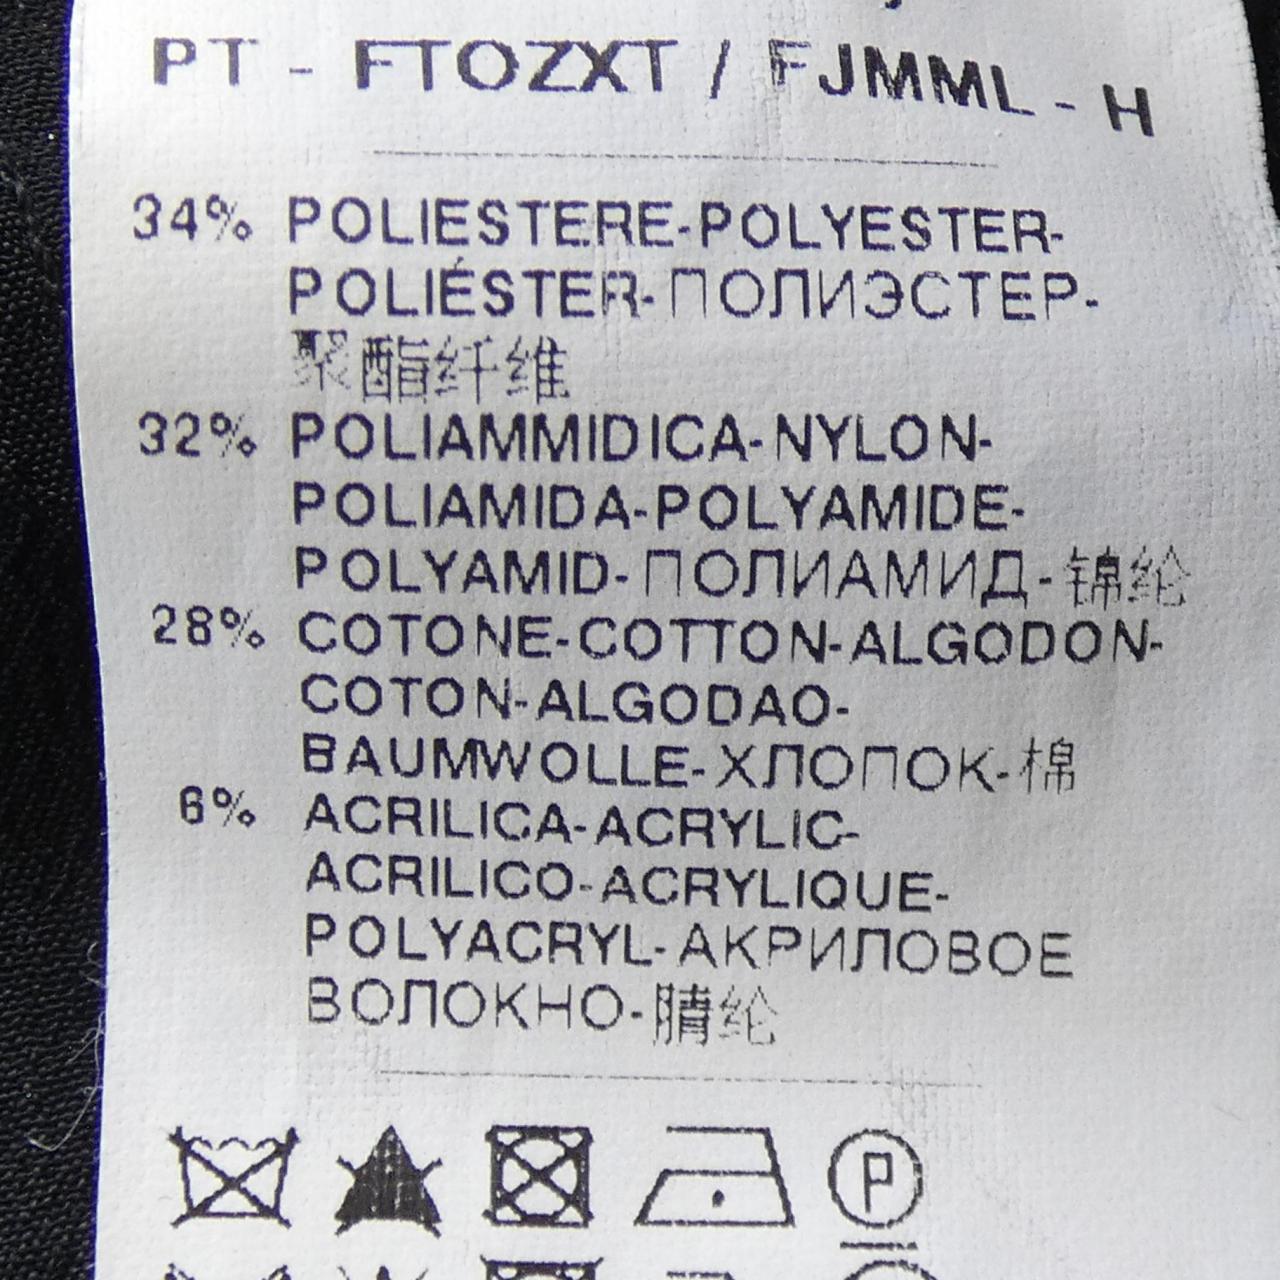 PT - FTOZXT / FJMML - H
34% POLIESTERE-POLYESTER-
POLIÉSTER-ПОЛИЭСТЕР-
聚酯纤维
32% POLIAMMIDICA-NYLON-
POLIAMIDA-POLYAMIDE-
POLYAMID-ПОЛИАМИД-锦纶
28% COTONE-COTTON-ALGODON-
COTON-ALGODAO-
BAUMWOLLE-ХЛОПОК-棉
6% ACRILICA-ACRYLIC-
ACRILICO-ACRYLIQUE-
POLYACRYL-АКРИЛОВОЕ
ВОЛОКНО-腈纶
P